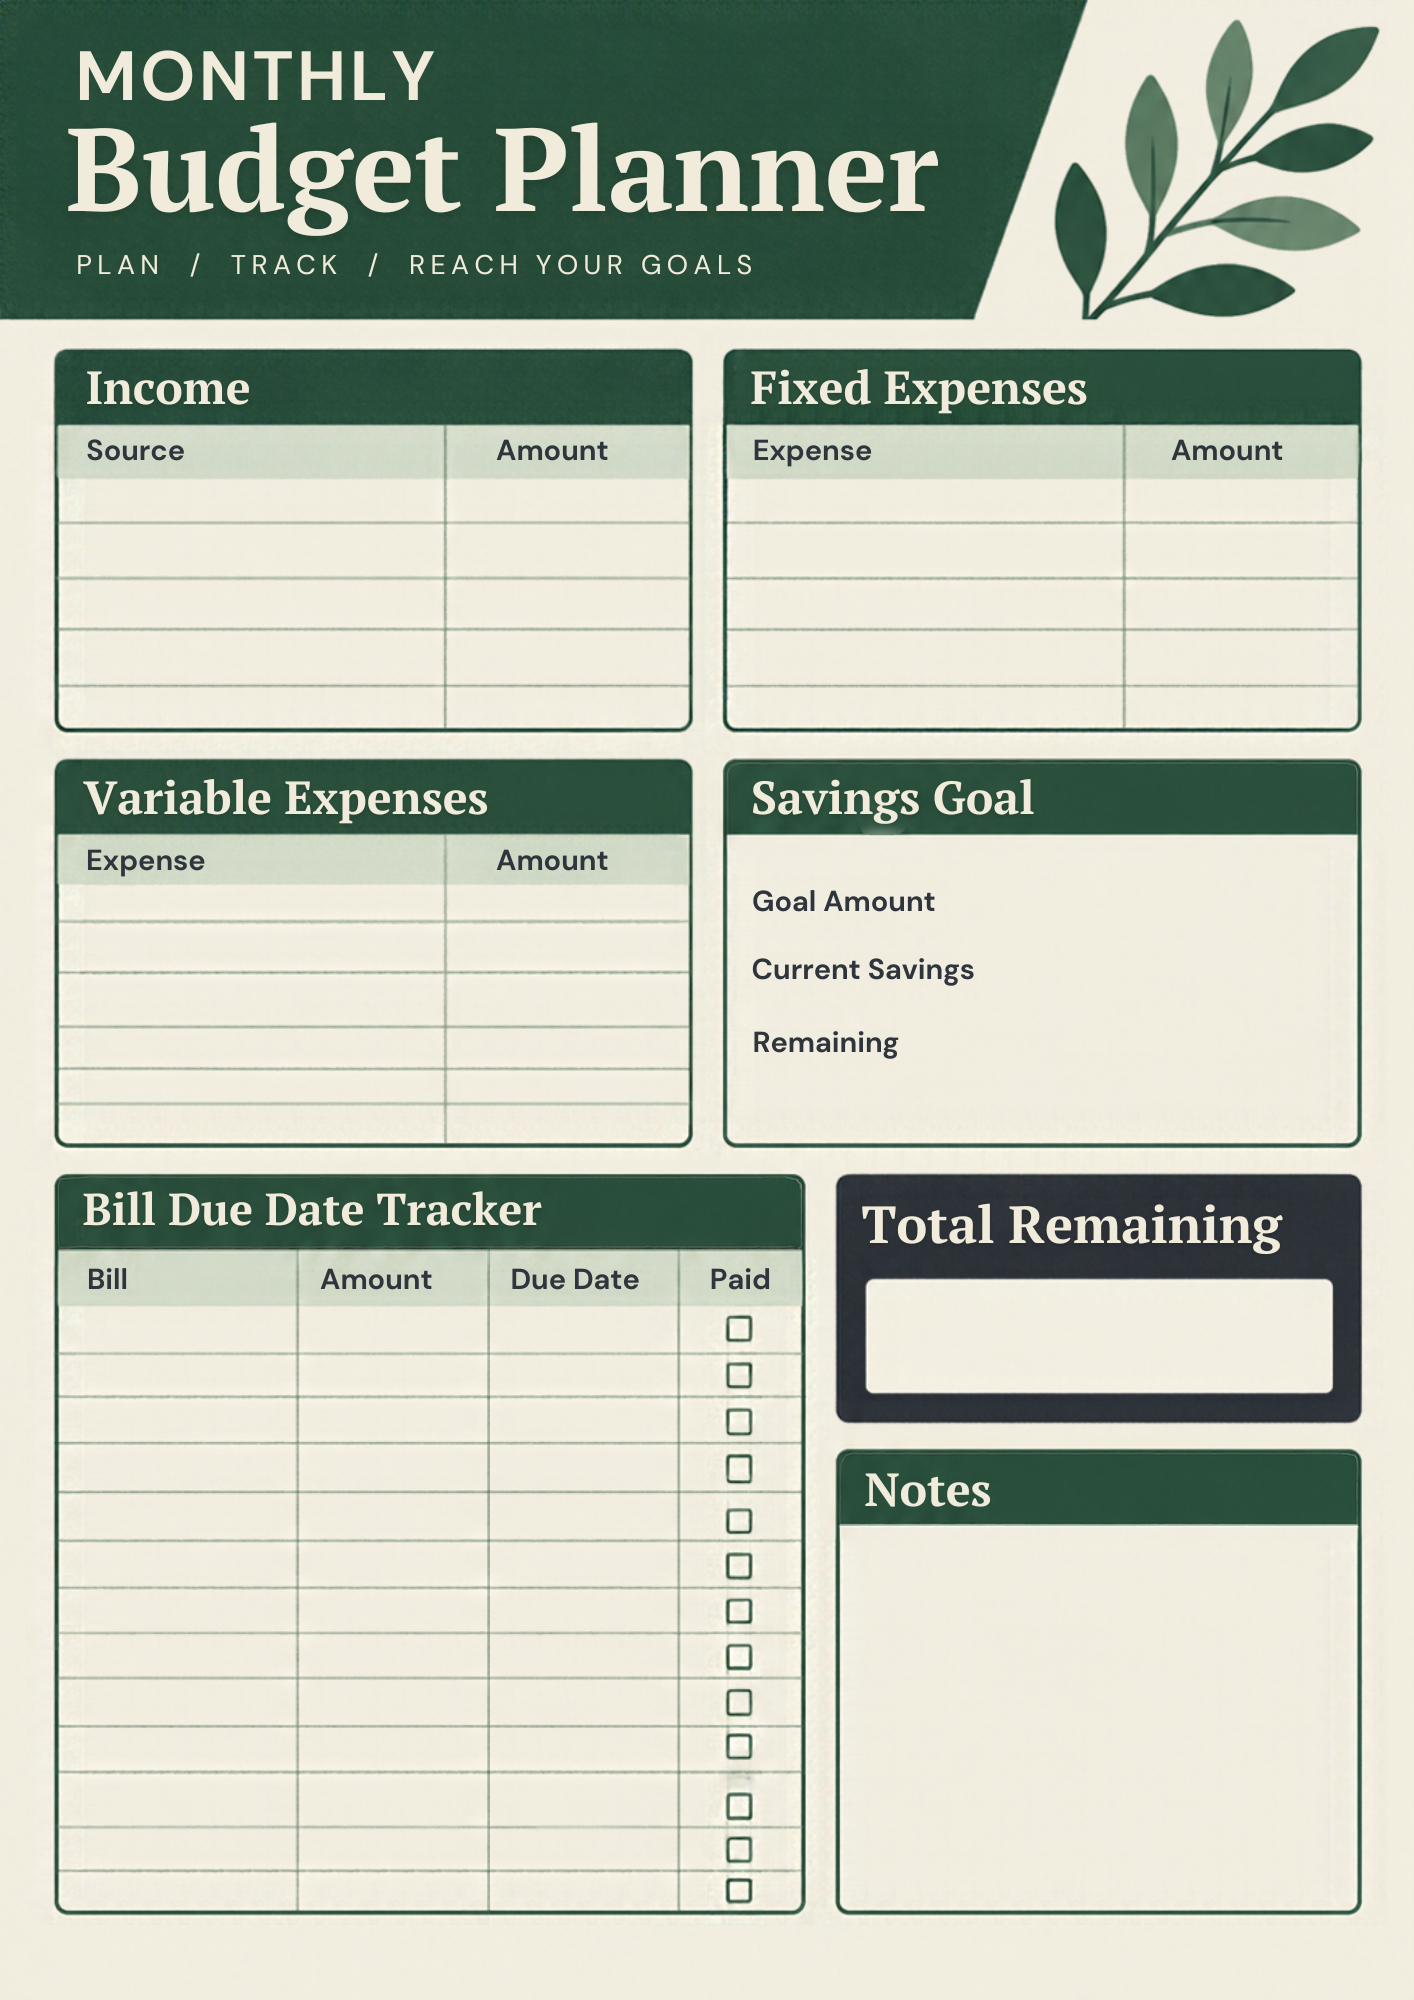 MONTHLY
Budget Planner
PLAN / TRACK / REACH YOUR GOALS
Income
Source Amount
Fixed Expenses
Expense Amount
Variable Expenses
Expense Amount
Savings Goal
Goal Amount
Current Savings
Remaining
Bill Due Date Tracker
Bill Amount Due Date Paid
Total Remaining
Notes